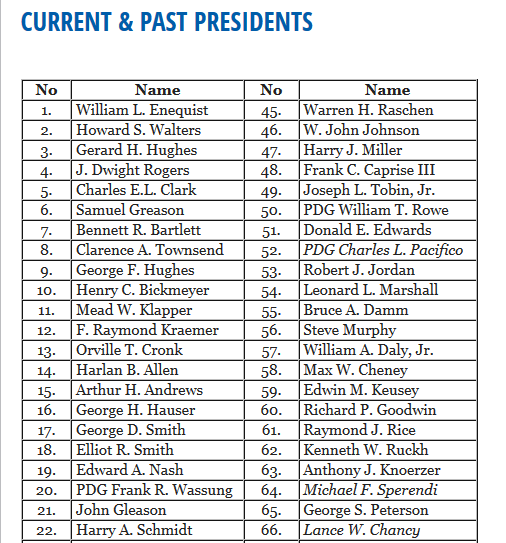 CURRENT & PAST PRESIDENTS
No Name No Name
1. William L. Enequist 45. Warren H. Raschen
2. Howard S. Walters 46. W. John Johnson
3. Gerard H. Hughes 47. Harry J. Miller
4. J. Dwight Rogers 48. Frank C. Caprise III
5. Charles E.L. Clark 49. Joseph L. Tobin, Jr.
6. Samuel Greason 50. PDG William T. Rowe
7. Bennett R. Bartlett 51. Donald E. Edwards
8. Clarence A. Townsend 52. PDG Charles L. Pacifico
9. George F. Hughes 53. Robert J. Jordan
10. Henry C. Bickmeyer 54. Leonard L. Marshall
11. Mead W. Klapper 55. Bruce A. Damm
12. F. Raymond Kraemer 56. Steve Murphy
13. Orville T. Cronk 57. William A. Daly, Jr.
14. Harlan B. Allen 58. Max W. Cheney
15. Arthur H. Andrews 59. Edwin M. Keusey
16. George H. Hauser 60. Richard P. Goodwin
17. George D. Smith 61. Raymond J. Rice
18. Elliot R. Smith 62. Kenneth W. Ruckh
19. Edward A. Nash 63. Anthony J. Knoerzer
20. PDG Frank R. Wassung 64. Michael F. Sperendi
21. John Gleason 65. George S. Peterson
22. Harry A. Schmidt 66. Lance W. Chancy